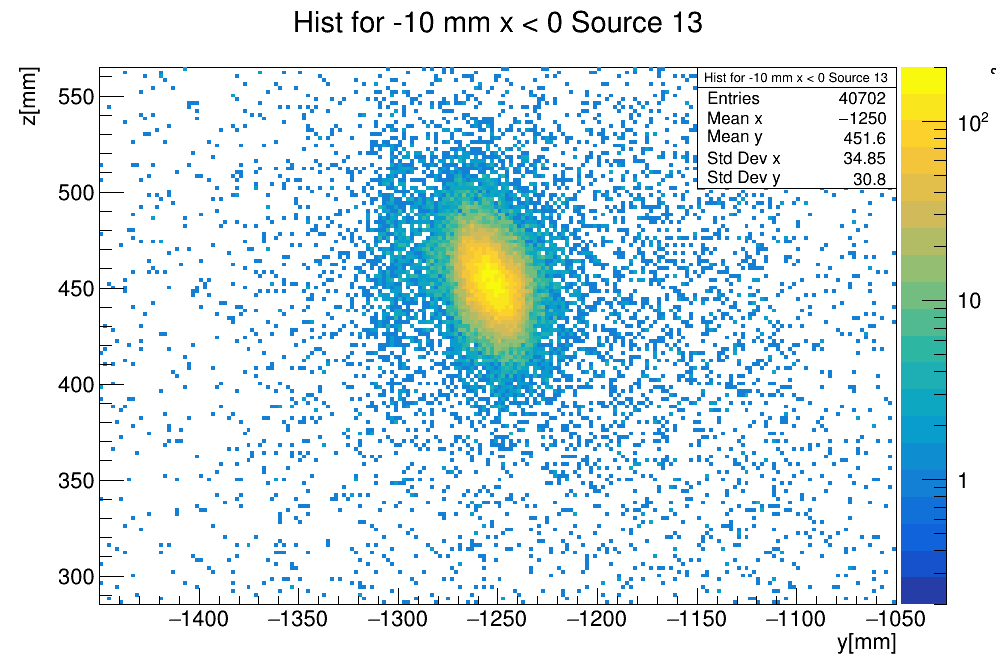 Hist for -10 mm x < 0 Source 13
z[mm]
Hist for -10 mm x < 0 Source 13
Entries 40702
Mean x −1250
Mean y 451.6
Std Dev x 34.85
Std Dev y 30.8
550
500
450
400
350
300
−1400 −1350 −1300 −1250 −1200 −1150 −1100 −1050
y[mm]
10²
10
1